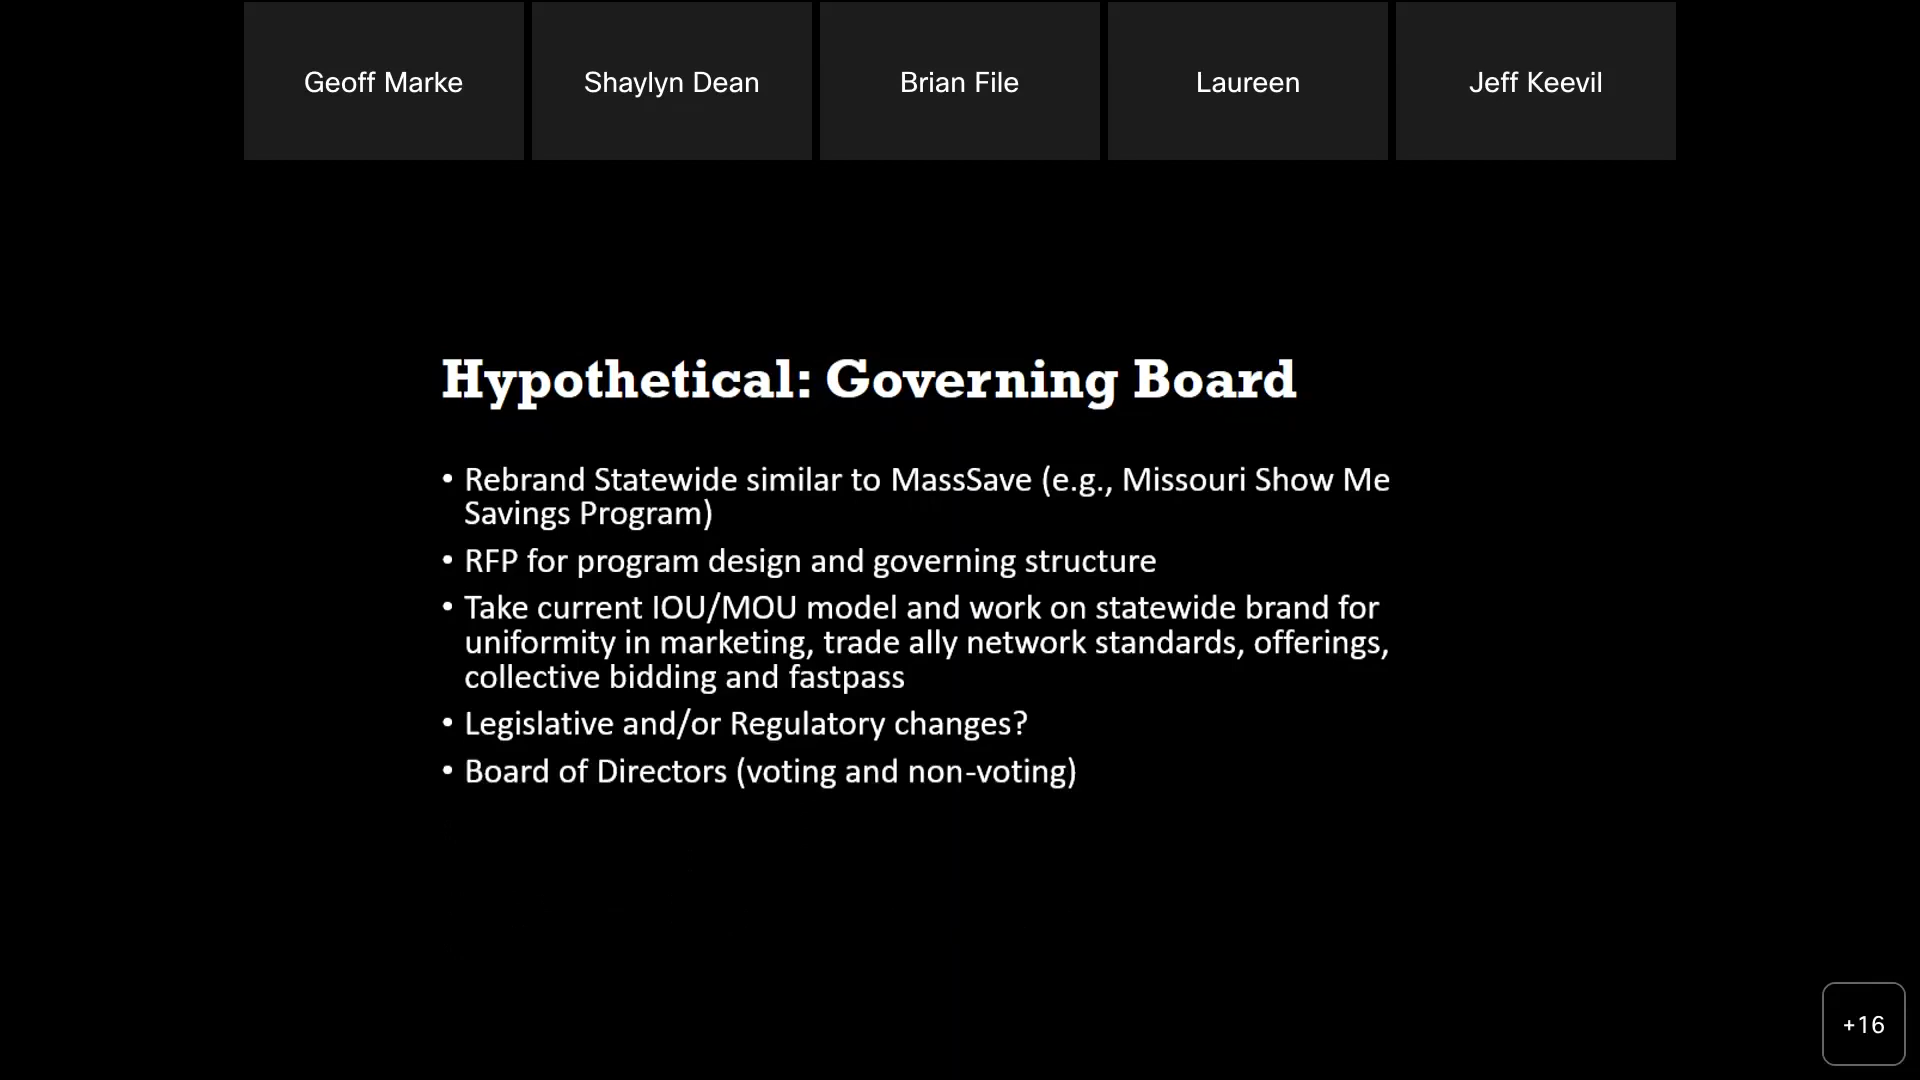 Geoff Marke
Shaylyn Dean
Brian File
Laureen
Jeff Keevil
Hypothetical: Governing Board
• Rebrand Statewide similar to MassSave (e.g., Missouri Show Me
Savings Program)
• RFP for program design and governing structure
• Take current IOU/MOU model and work on statewide brand for
uniformity in marketing, trade ally network standards, offerings,
collective bidding and fastpass
• Legislative and/or Regulatory changes?
• Board of Directors (voting and non-voting)
+16